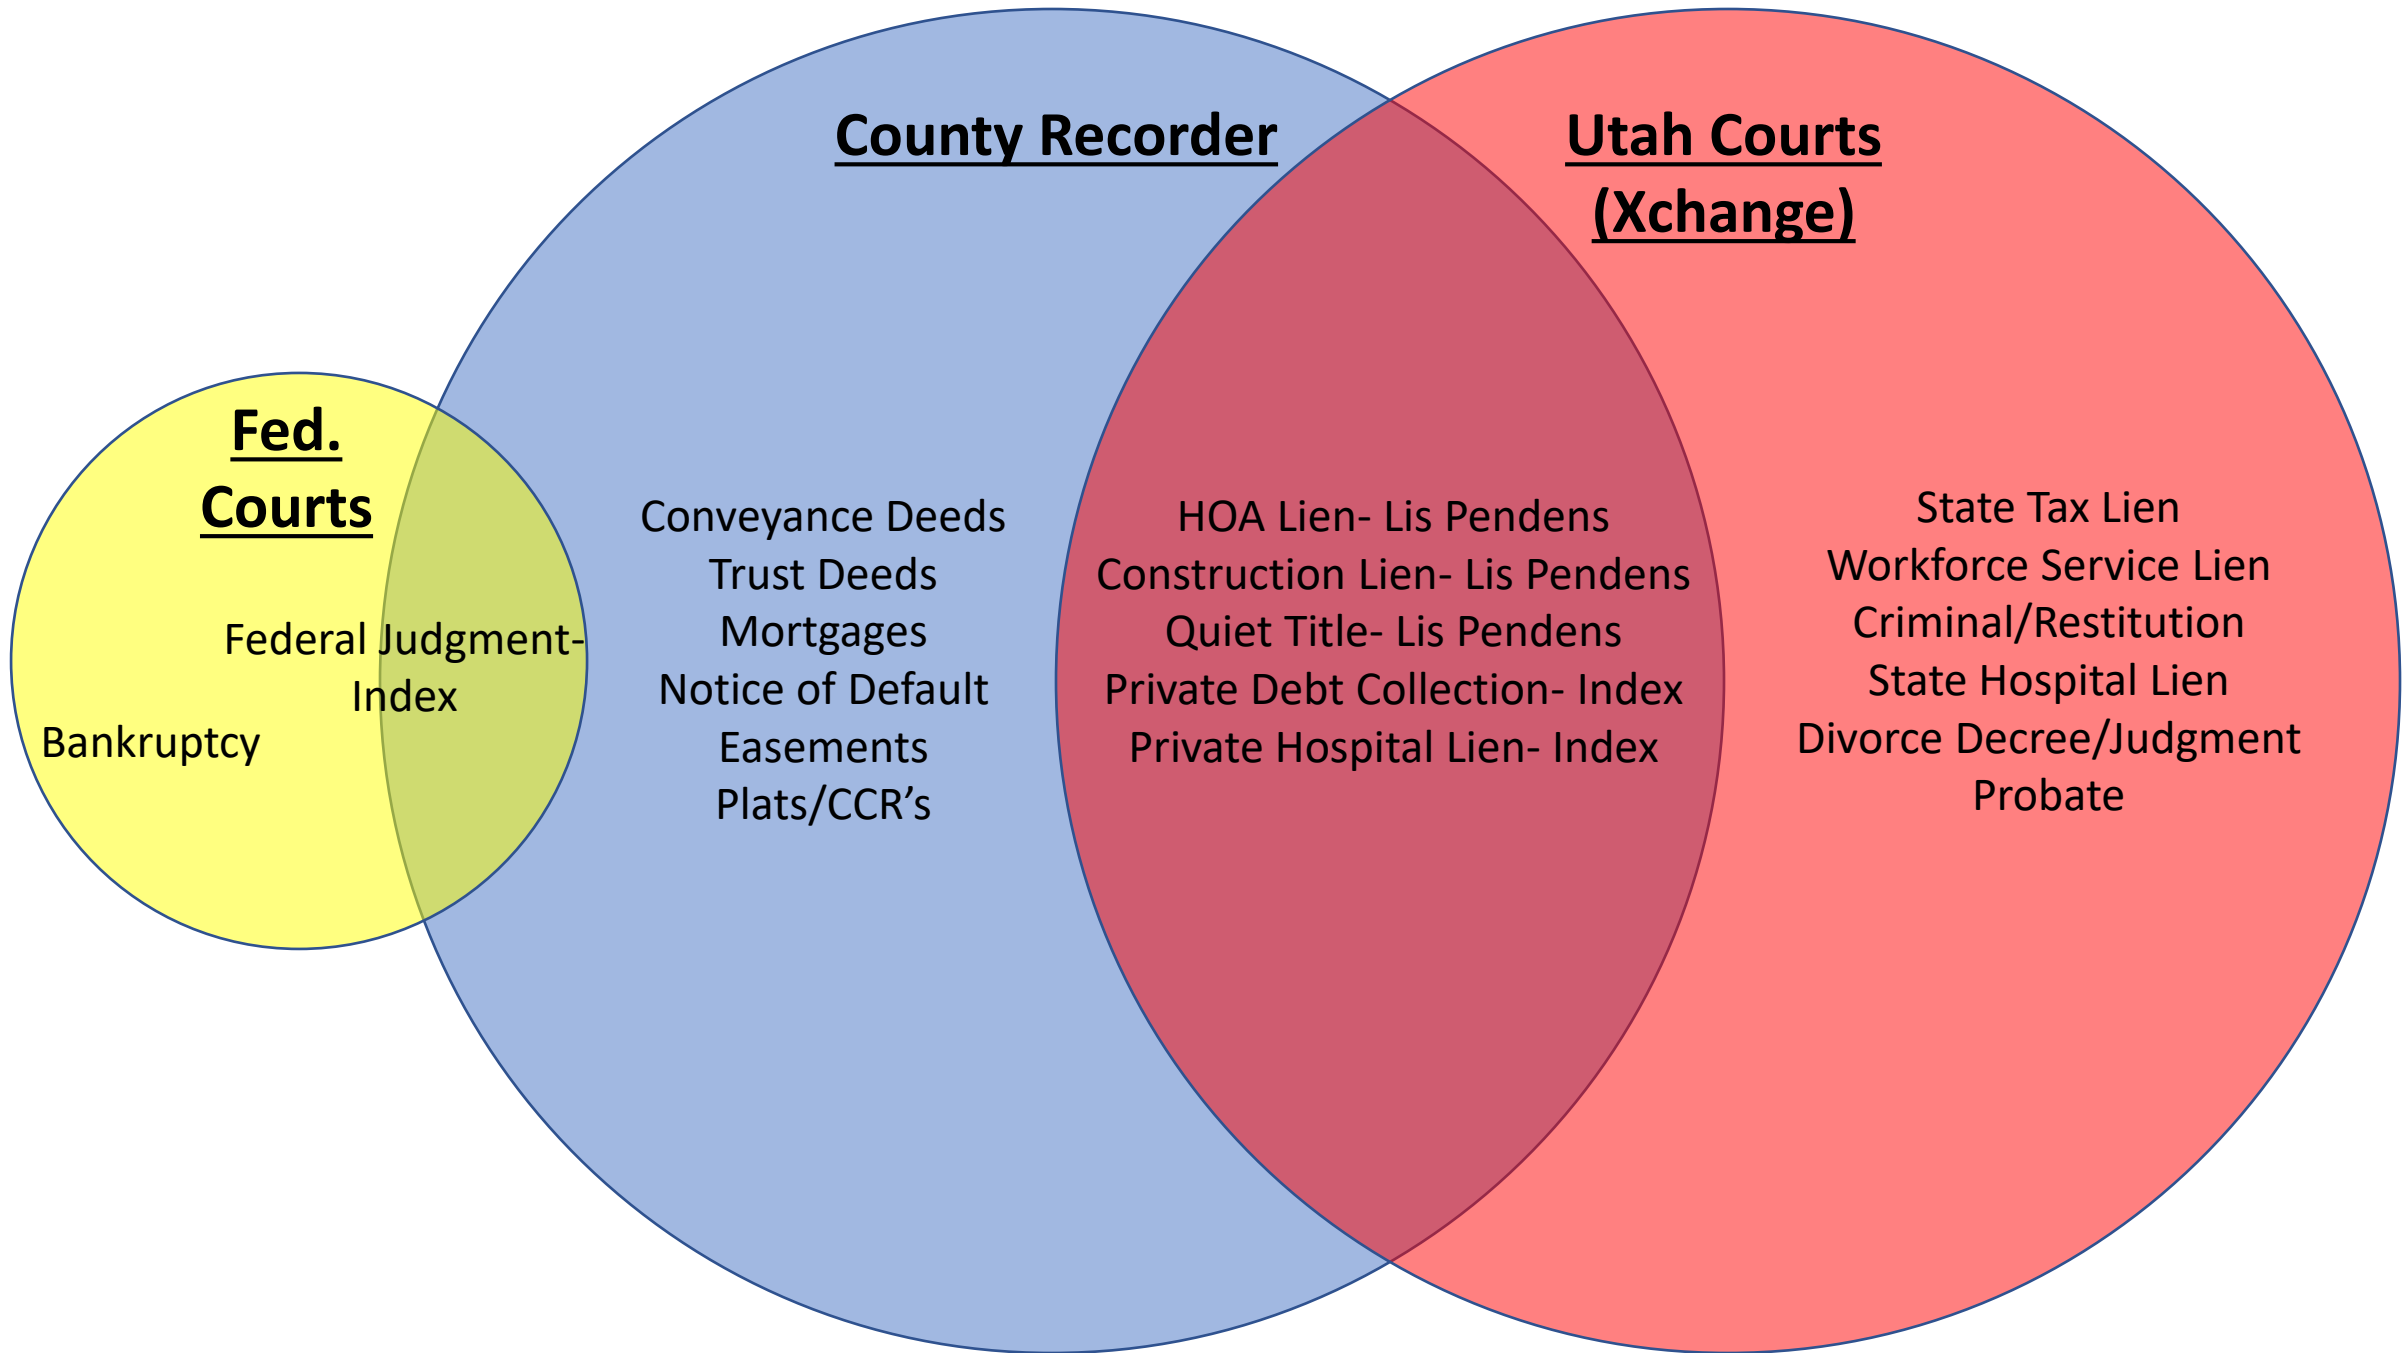 County Recorder
Utah Courts
(Xchange)
Fed.
Courts
Federal Judgment-
Index
Bankruptcy
Conveyance Deeds
Trust Deeds
Mortgages
Notice of Default
Easements
Plats/CCR’s
HOA Lien- Lis Pendens
Construction Lien- Lis Pendens
Quiet Title- Lis Pendens
Private Debt Collection- Index
Private Hospital Lien- Index
State Tax Lien
Workforce Service Lien
Criminal/Restitution
State Hospital Lien
Divorce Decree/Judgment
Probate